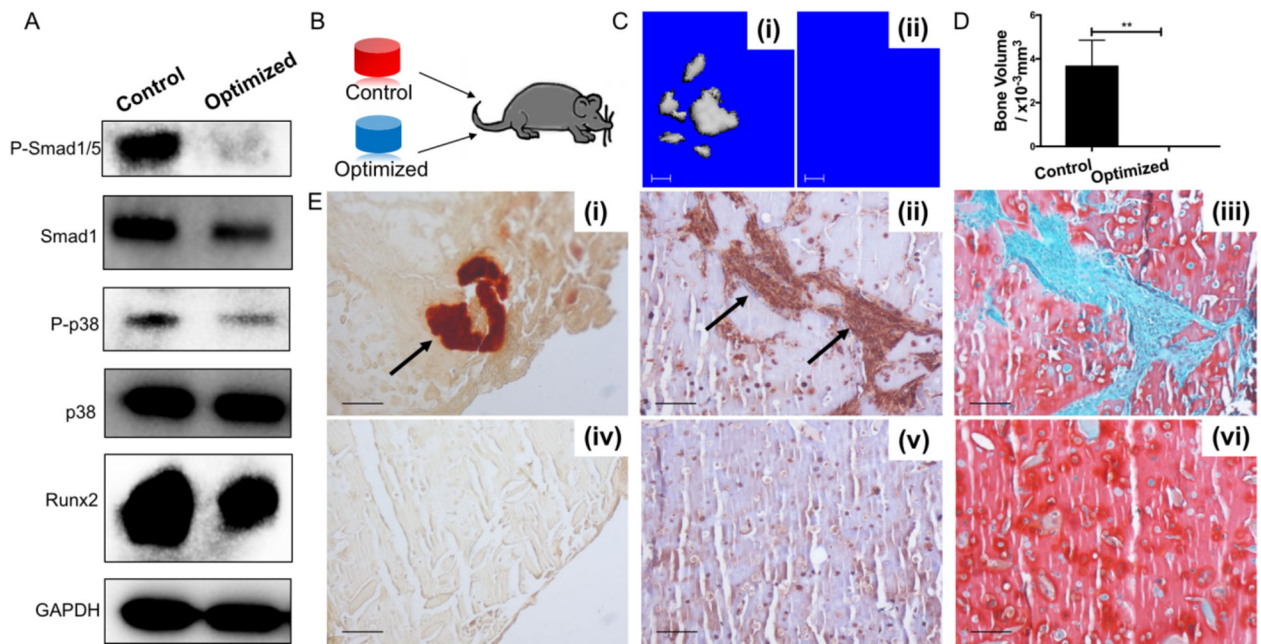 A
Control
Optimized
P-Smad1/5
Smad1
P-p38
p38
Runx2
GAPDH
B
Control
Optimized
C
(i)
(ii)
D
Bone Volume
/ x10-³mm³
6
4
2
0
**
Control
Optimized
E
(i)
(ii)
(iii)
(iv)
(v)
(vi)